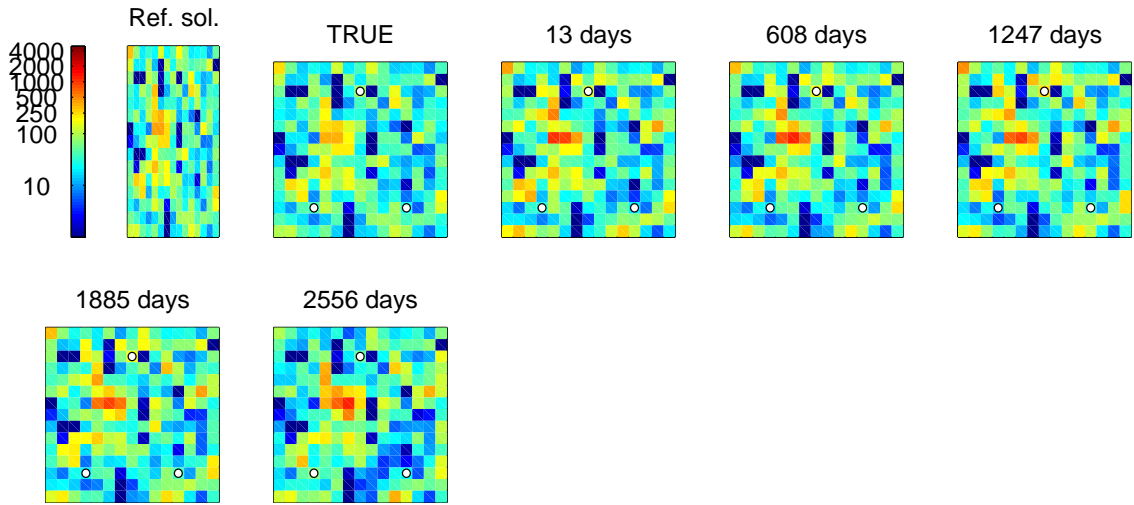 Ref. sol.
TRUE
13 days
608 days
1247 days
4000
2000
1000
500
250
100
10
1885 days
2556 days